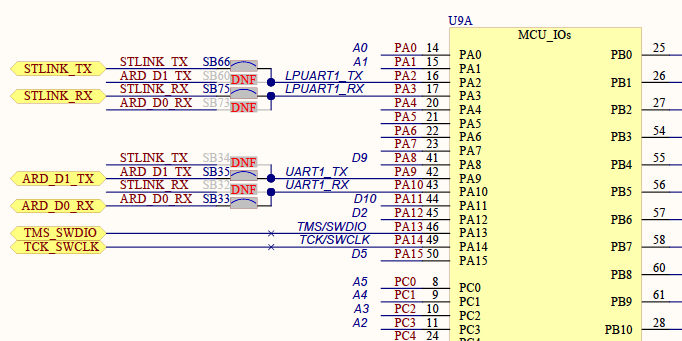 U9A
MCU_IOs
A0 PA0 14 PA0 PB0 25
STLINK_TX STLINK_TX SB66 A1 PA1 15 PA1
ARD_D1_TX SB60 DNF LPUART1_TX PA2 16 PA2 PB1 26
STLINK_RX STLINK_RX SB75 LPUART1_RX PA3 17 PA3
ARD_D0_RX SB73 DNF PA4 20 PA4 PB2 27
PA5 21 PA5
PA6 22 PA6 PB3 54
PA7 23 PA7
STLINK_TX SB34 DNF D9 PA8 41 PA8 PB4 55
ARD_D1_TX ARD_D1_TX SB35 UART1_TX PA9 42 PA9
STLINK_RX SB32 DNF UART1_RX PA10 43 PA10 PB5 56
ARD_D0_RX ARD_D0_RX SB33 D10 PA11 44 PA11
D2 PA12 45 PA12 PB6 57
TMS_SWDIO TMS/SWDIO PA13 46 PA13
TCK_SWCLK TCK/SWCLK PA14 49 PA14 PB7 58
D5 PA15 50 PA15
PB8 60
A5 PC0 8 PC0
A4 PC1 9 PC1 PB9 61
A3 PC2 10 PC2
A2 PC3 11 PC3 PB10 28
PC4 24